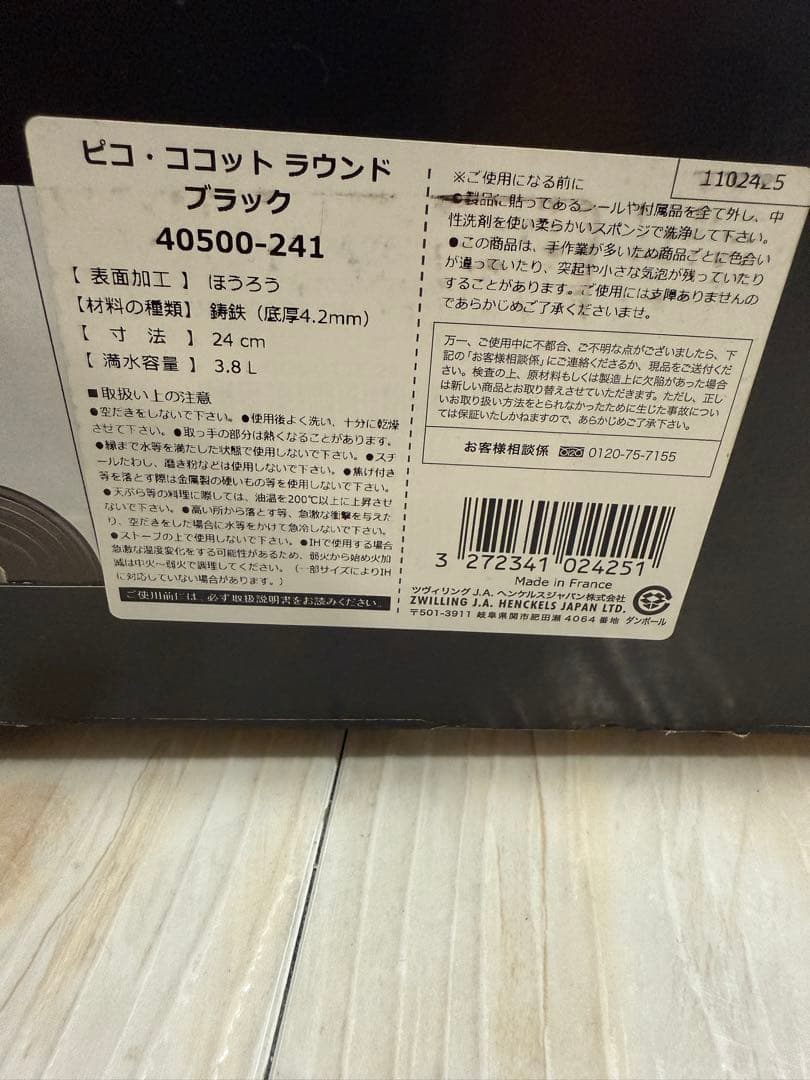 ピコ・ココット ラウンド
ブラック
40500-241
【 表面加工 】 ほうろう
【材料の種類】 鋳鉄（底厚4.2mm）
【 寸 法 】 24 cm
【 満水容量 】 3.8 L
■取扱い上の注意
●空だきをしないで下さい。●使用後よく洗い、十分に乾燥
させて下さい。●取っ手の部分は熱くなることがあります。
●縁まで水等を満たした状態で使用しないで下さい。●スチ
ールたわし、磨き粉などは使用しないで下さい。●焦げ付き
等を落とす際は金属製の硬いもの等を使用しないで下さい。
●天ぷら等の料理に際しては、油温を200℃以上に上昇させ
ないで下さい。●高い所から落とす等、急激な衝撃を与えた
り、空だきをした場合に水等をかけて急冷しないで下さい。
●ストーブの上で使用しないで下さい。●IHで使用する場合
急激な温度変化をする可能性があるため、弱火から始め火加
減は中火～弱火で調理してください。（一部サイズによりIH
に対応していない場合があります。）
ご使用前には、必ず取扱説明書をお読みください。
1102425
※ご使用になる前に
●製品に貼ってあるシールや付属品を全て外し、中
性洗剤を使い柔らかいスポンジで洗浄して下さい。
●この商品は、手作業が多いため商品ごとに色合い
が違っていたり、突起や小さな気泡が残っていたり
することがあります。ご使用には支障ありませんの
であらかじめご了承くださいませ。
万一、ご使用中に不都合、ご不明な点がございましたら、下
記の「お客様相談係」にご連絡くださるか、現品をご送付くだ
さい。検査の上、原材料もしくは製造上に欠陥があった場合
は新しい商品とお取り替えさせていただきます。ただし、正し
いお取り扱い方法をとられなかったために生じた事故につい
ては保証いたしかねますので、あらかじめご了承下さい。
お客様相談係 0120-75-7155
3 272341 024251
Made in France
ツヴィリング J.A. ヘンケルスジャパン株式会社
ZWILLING J.A. HENCKELS JAPAN LTD.
〒501-3911 岐阜県関市肥田瀬 4064 番地 ダンボール